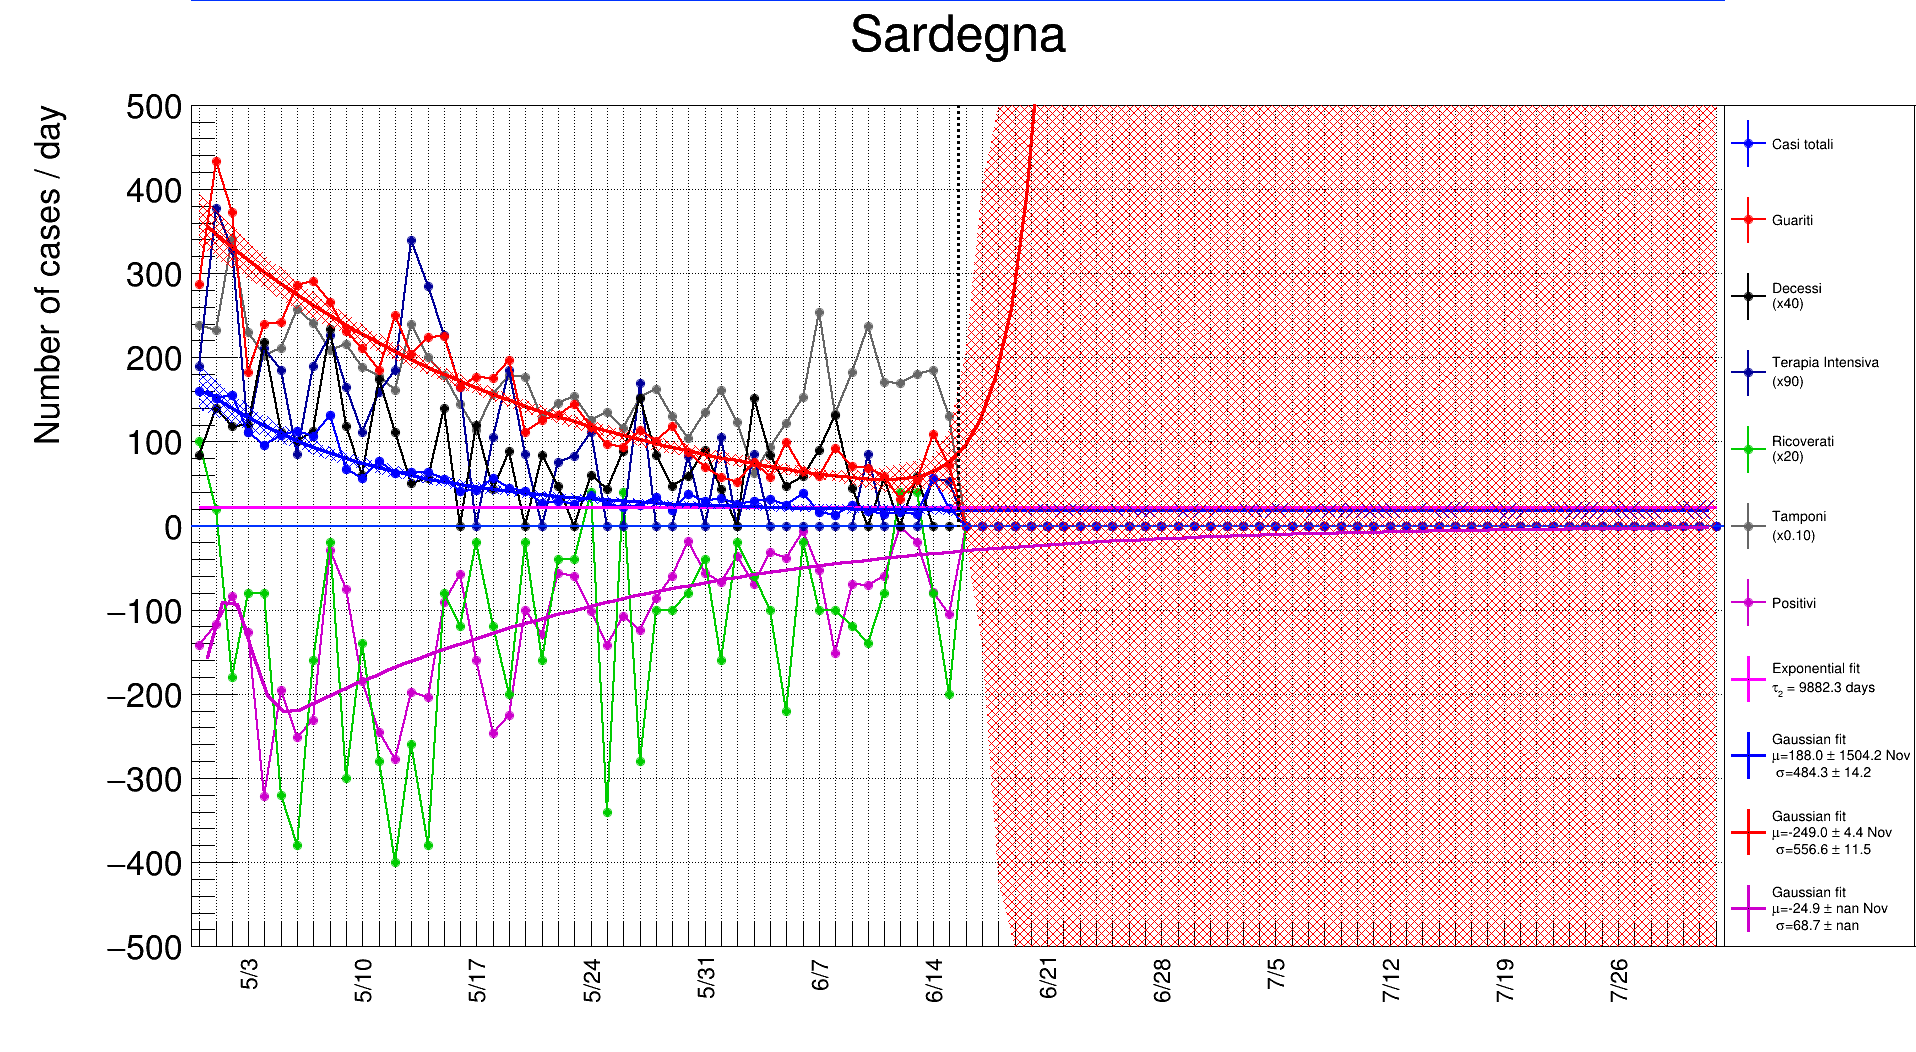 Sardegna
Number of cases / day
500
400
300
200
100
0
−100
−200
−300
−400
−500
5/3
5/10
5/17
5/24
5/31
6/7
6/14
6/21
6/28
7/5
7/12
7/19
7/26
Casi totali
Guariti
Decessi
(x40)
Terapia Intensiva
(x90)
Ricoverati
(x20)
Tamponi
(x0.10)
Positivi
Exponential fit
τ₂ = 9882.3 days
Gaussian fit
μ=188.0 ± 1504.2 Nov
σ=484.3 ± 14.2
Gaussian fit
μ=-249.0 ± 4.4 Nov
σ=556.6 ± 11.5
Gaussian fit
μ=-24.9 ± nan Nov
σ=68.7 ± nan